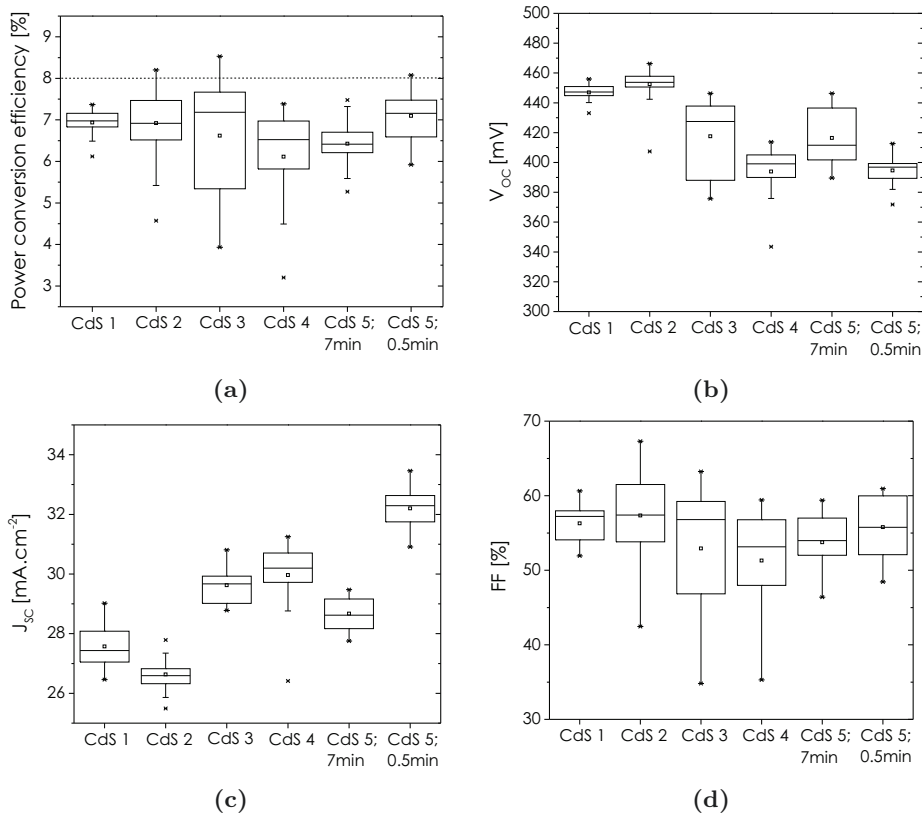 Power conversion efficiency [%]
9
8
7
6
5
4
3
CdS 1 CdS 2 CdS 3 CdS 4 CdS 5; CdS 5;
7min 0.5min
(a)
V_OC [mV]
500
480
460
440
420
400
380
360
340
320
300
CdS 1 CdS 2 CdS 3 CdS 4 CdS 5; CdS 5;
7min 0.5min
(b)
J_SC [mA.cm⁻²]
34
32
30
28
26
CdS 1 CdS 2 CdS 3 CdS 4 CdS 5; CdS 5;
7min 0.5min
(c)
FF [%]
70
60
50
40
30
CdS 1 CdS 2 CdS 3 CdS 4 CdS 5; CdS 5;
7min 0.5min
(d)